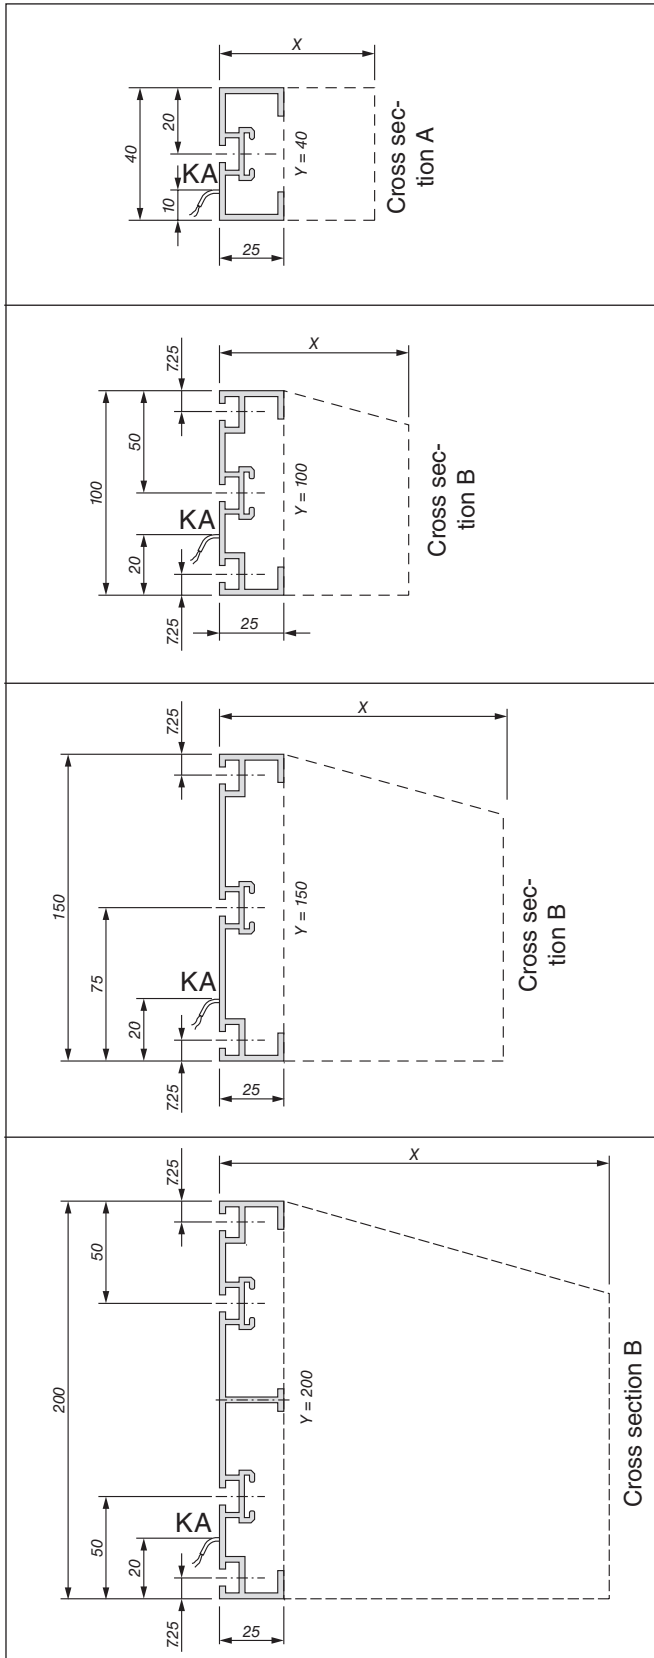 X
20
40
KA
10
Y = 40
25
Cross sec-
tion A
7.25
X
50
100
KA
20
Y = 100
7.25
25
Cross sec-
tion B
7.25
X
150
75
KA
20
Y = 150
7.25
25
Cross sec-
tion B
7.25
X
50
200
Y = 200
KA
50
20
7.25
25
Cross section B